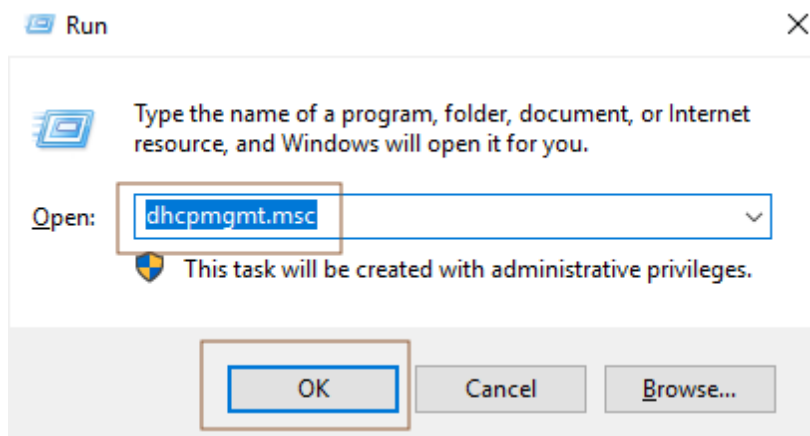 Run
Type the name of a program, folder, document, or Internet
resource, and Windows will open it for you.
Open: dhcpmgmt.msc
This task will be created with administrative privileges.
OK Cancel Browse...